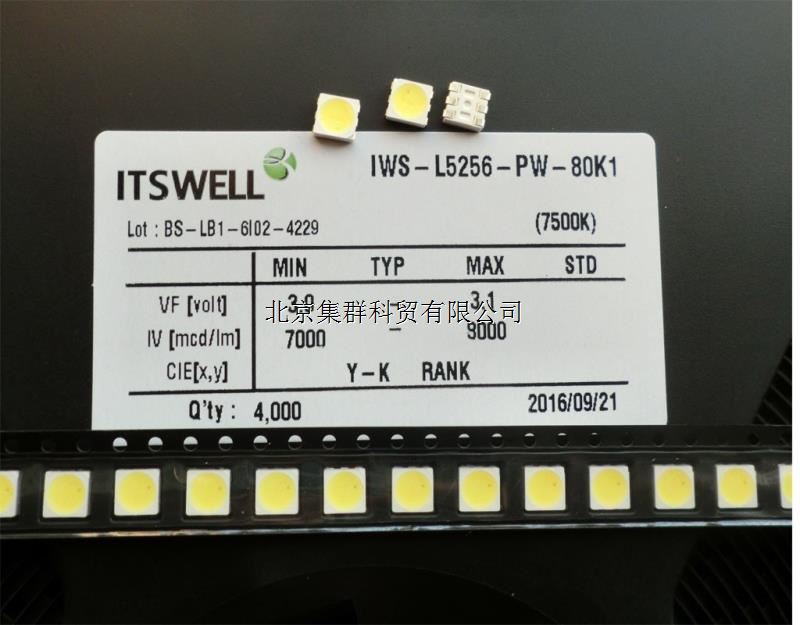 ITSWELL
IWS-L5256-PW-80K1
Lot : BS-LB1-6I02-4229
(7500K)
MIN TYP MAX STD
VF [volt] - 3.1
北京集群科贸有限公司
IV [mcd/lm] 7000 - 9000
CIE[x,y] Y-K RANK
Q'ty : 4,000
2016/09/21